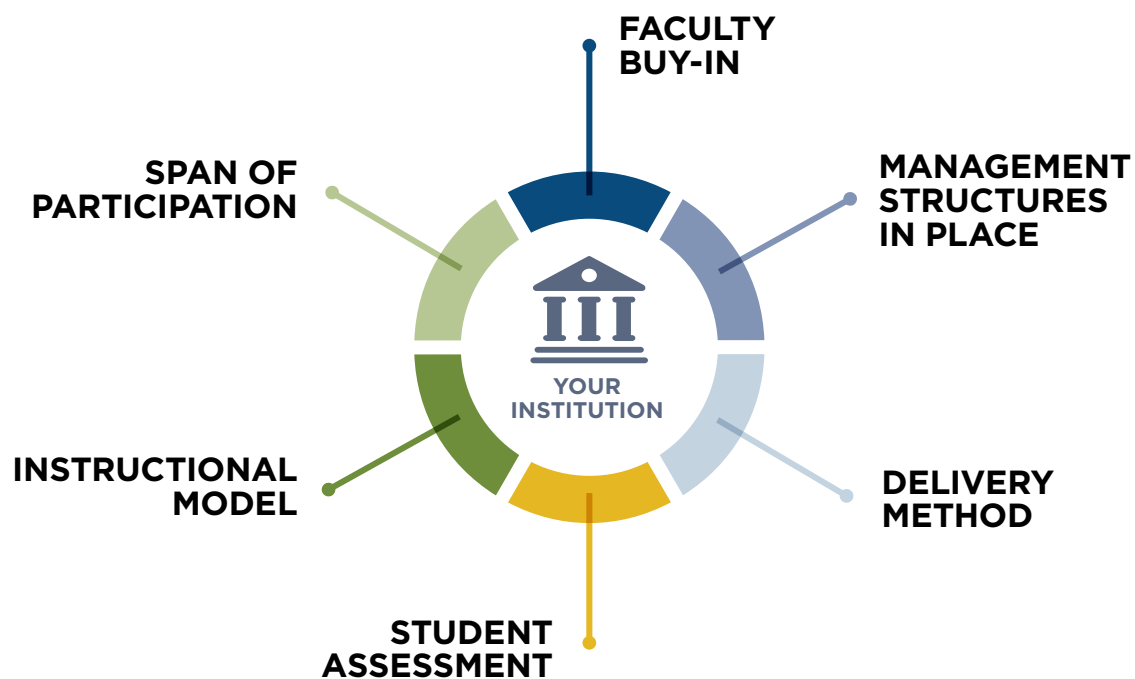 FACULTY
BUY-IN
MANAGEMENT
STRUCTURES
IN PLACE
SPAN OF
PARTICIPATION
YOUR
INSTITUTION
INSTRUCTIONAL
MODEL
DELIVERY
METHOD
STUDENT
ASSESSMENT